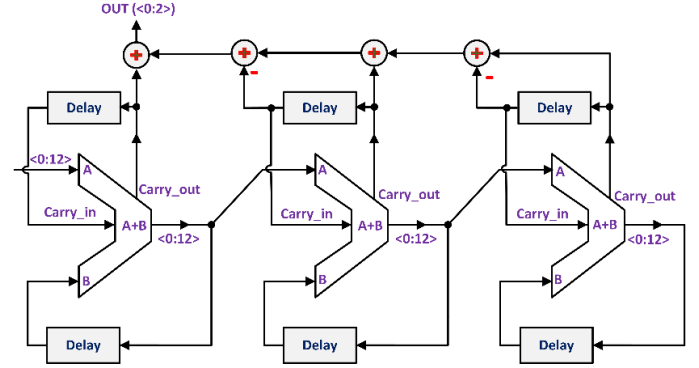 OUT (<0:2>)
+ + + +
- -
Delay Delay Delay
<0:12>
A A A
Carry_out Carry_out Carry_out
Carry_in A+B Carry_in A+B Carry_in A+B
<0:12> <0:12> <0:12>
B B B
Delay Delay Delay